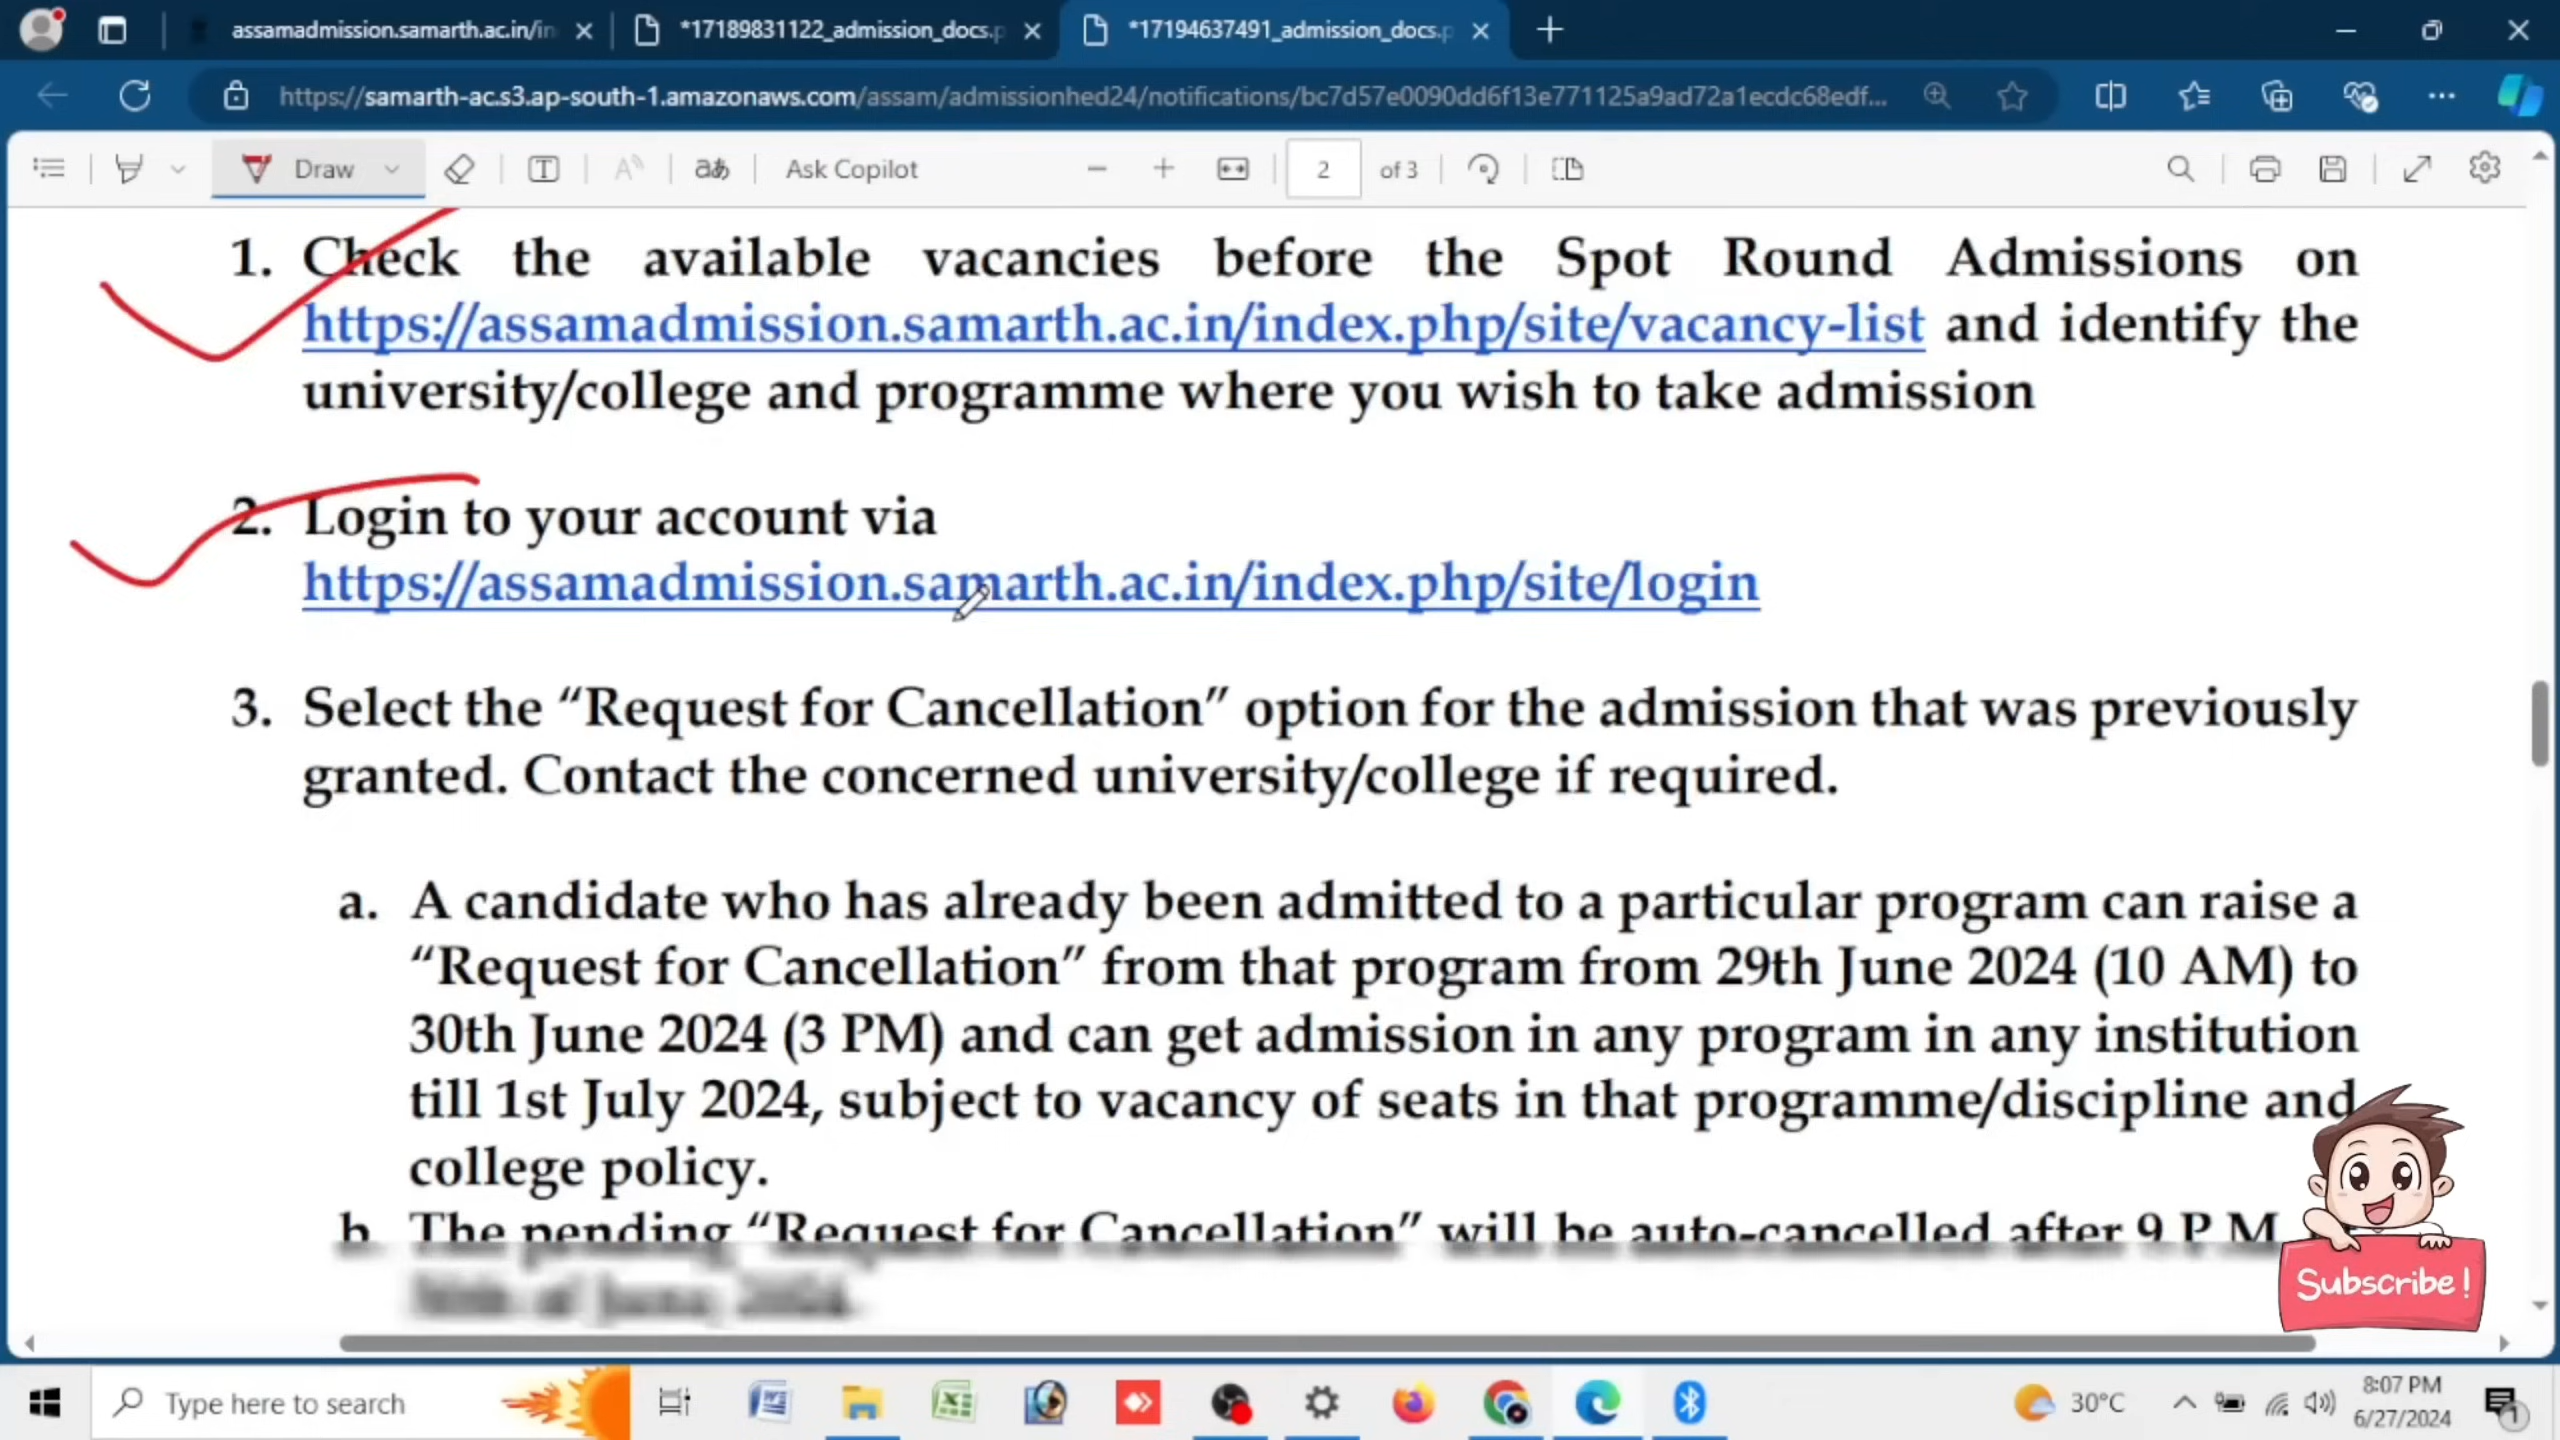 assamadmission.samarth.ac.in/in
*17189831122_admission_docs.p
*17194637491_admission_docs.p
https://samarth-ac.s3.ap-south-1.amazonaws.com/assam/admissionhed24/notifications/bc7d57e0090dd6f13e771125a9ad72a1ecdc68edf...
Draw
Ask Copilot
2 of 3
1. Check the available vacancies before the Spot Round Admissions on
https://assamadmission.samarth.ac.in/index.php/site/vacancy-list and identify the
university/college and programme where you wish to take admission
2. Login to your account via
https://assamadmission.samarth.ac.in/index.php/site/login
3. Select the “Request for Cancellation” option for the admission that was previously
granted. Contact the concerned university/college if required.
a. A candidate who has already been admitted to a particular program can raise a
“Request for Cancellation” from that program from 29th June 2024 (10 AM) to
30th June 2024 (3 PM) and can get admission in any program in any institution
till 1st July 2024, subject to vacancy of seats in that programme/discipline and
college policy.
b. The pending “Request for Cancellation” will be auto-cancelled after 9 P.M
Subscribe!
Type here to search
30°C
8:07 PM
6/27/2024
1